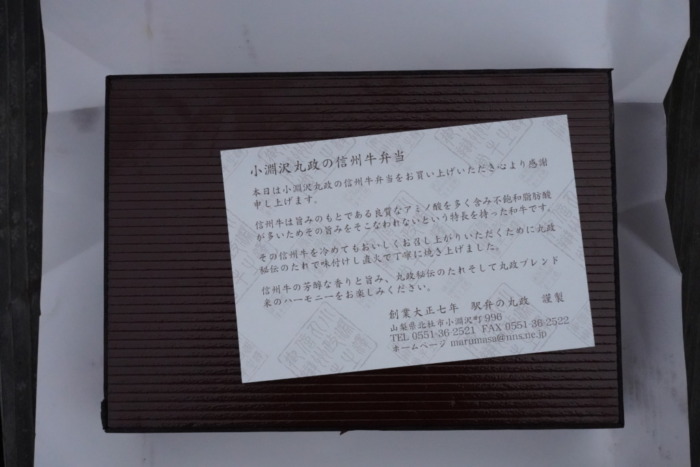 小淵沢丸政の信州牛弁当
本日は小淵沢丸政の信州牛弁当をお買い上げいただき心より感謝
申し上げます。
信州牛は旨みのもとである良質なアミノ酸を多く含み不飽和脂肪酸
が多いためその旨みをそこなわれないという特長を持った和牛です。
その信州牛を冷めてもおいしくお召し上がりいただくために丸政
秘伝のたれで味付けし直火で丁寧に焼き上げました。
信州牛の芳醇な香りと旨み、丸政秘伝のたれそして丸政ブレンド
米のハーモニーをお楽しみください。
創業大正七年 駅弁の丸政 謹製
山梨県北杜市小淵沢町996
TEL 0551-36-2521 FAX 0551-36-2522
ホームページ marumasa@nns.ne.jp